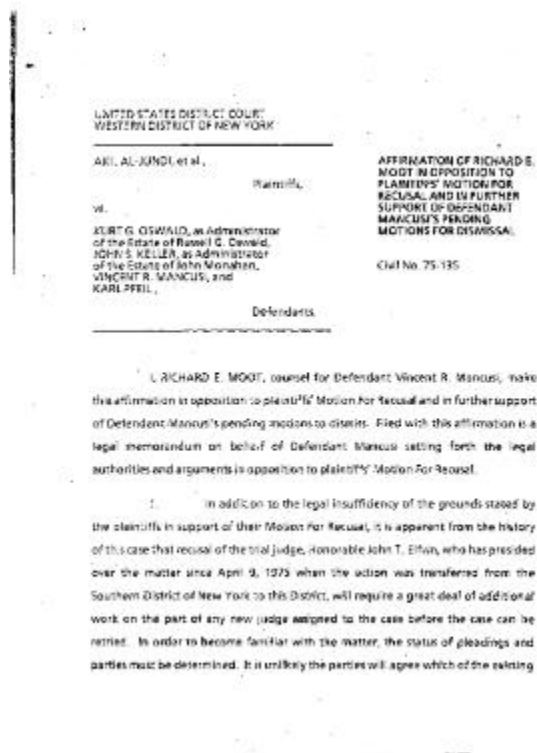 UNITED STATES DISTRICT COURT
WESTERN DISTRICT OF NEW YORK
AKIL AL-JUNDI, et al.,
Plaintiffs,
vs.
KURT G. OSWALD, as Administrator
of the Estate of Russell G. Oswald,
JOHN S. KELLER, as Administrator
of the Estate of John Monahan,
VINCENT R. MANCUSI, and
KARL PFEIL,
Defendants.
AFFIRMATION OF RICHARD E.
MOOT IN OPPOSITION TO
PLAINTIFFS' MOTION FOR
RECUSAL AND IN FURTHER
SUPPORT OF DEFENDANT
MANCUSI'S PENDING
MOTIONS FOR DISMISSAL
Civil No. 75-135
I, RICHARD E. MOOT, counsel for Defendant Vincent R. Mancusi, make
this affirmation in opposition to plaintiffs' Motion For Recusal and in further support
of Defendant Mancusi's pending motions to dismiss. Filed with this affirmation is a
legal memorandum on behalf of Defendant Mancusi setting forth the legal
authorities and arguments in opposition to plaintiffs' Motion For Recusal.
In addition to the legal insufficiency of the grounds stated by
the plaintiffs in support of their Motion For Recusal, it is apparent from the history
of this case that recusal of the trial judge, Honorable John T. Elfvin, who has presided
over the matter since April 9, 1975 when the action was transferred from the
Southern District of New York to this District, will require a great deal of additional
work on the part of any new judge assigned to the case before the case can be
retried. In order to become familiar with the matter, the status of pleadings and
parties must be determined. It is unlikely the parties will agree which of the existing